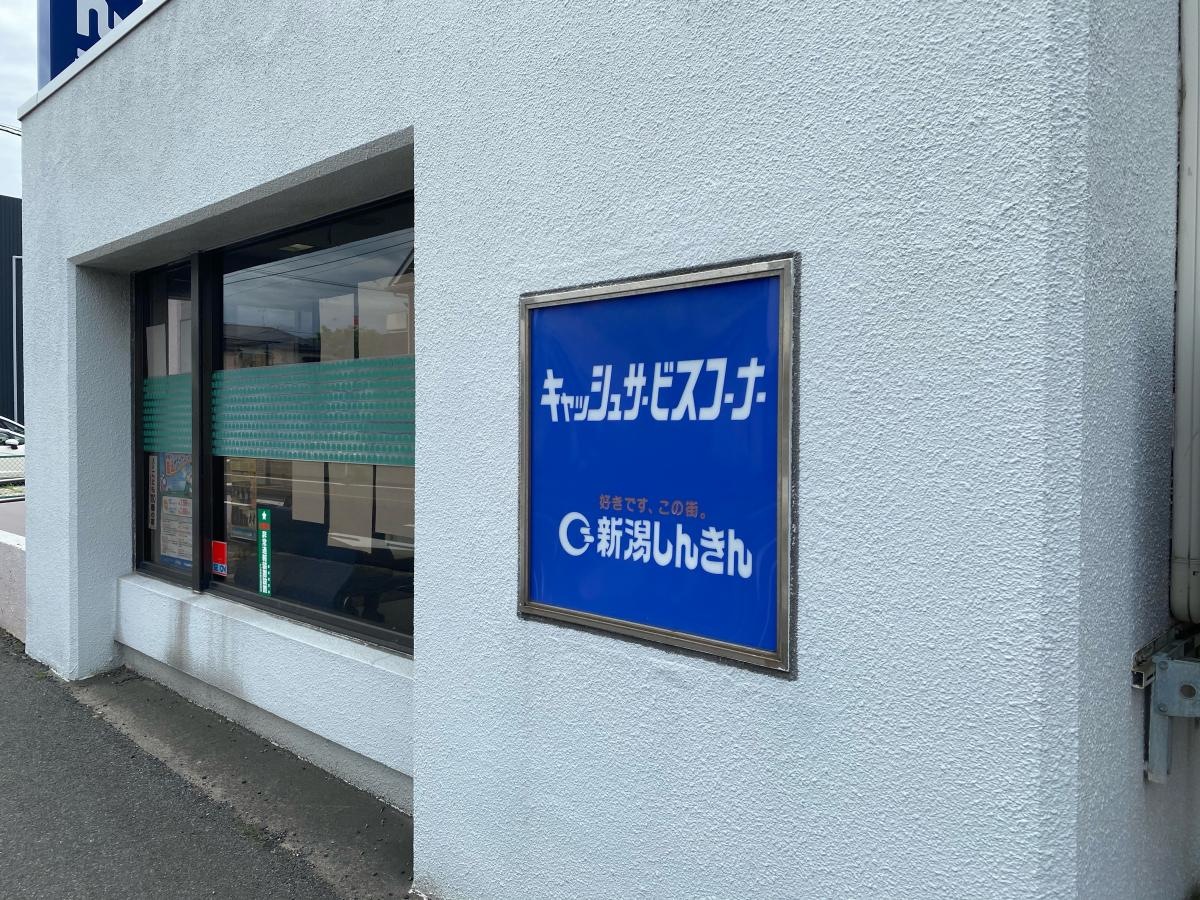 キャッシュサービスコーナー
好きです、この街。
新潟しんきん
ん